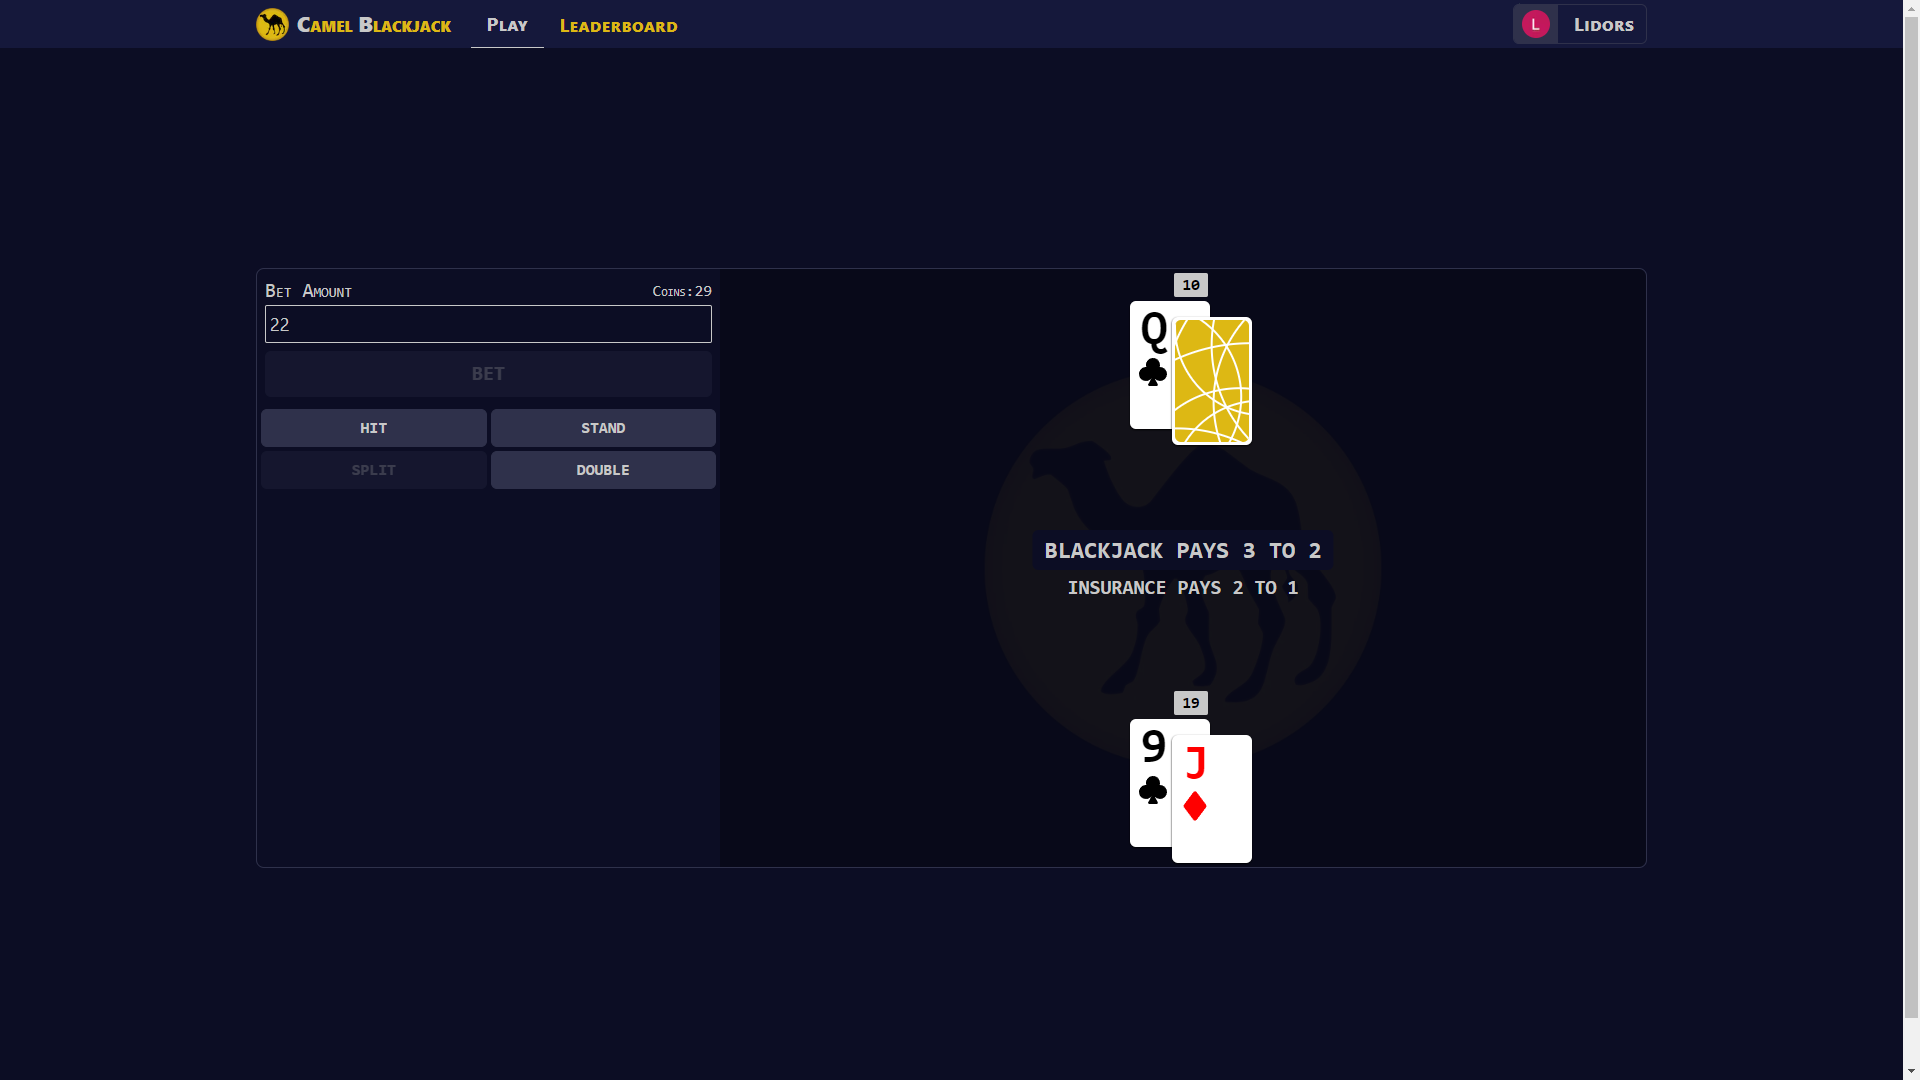 Camel Blackjack
Play
Leaderboard
L
Lidors
Bet Amount
Coins:29
22
BET
HIT
STAND
SPLIT
DOUBLE
10
Q
BLACKJACK PAYS 3 TO 2
INSURANCE PAYS 2 TO 1
19
9
J